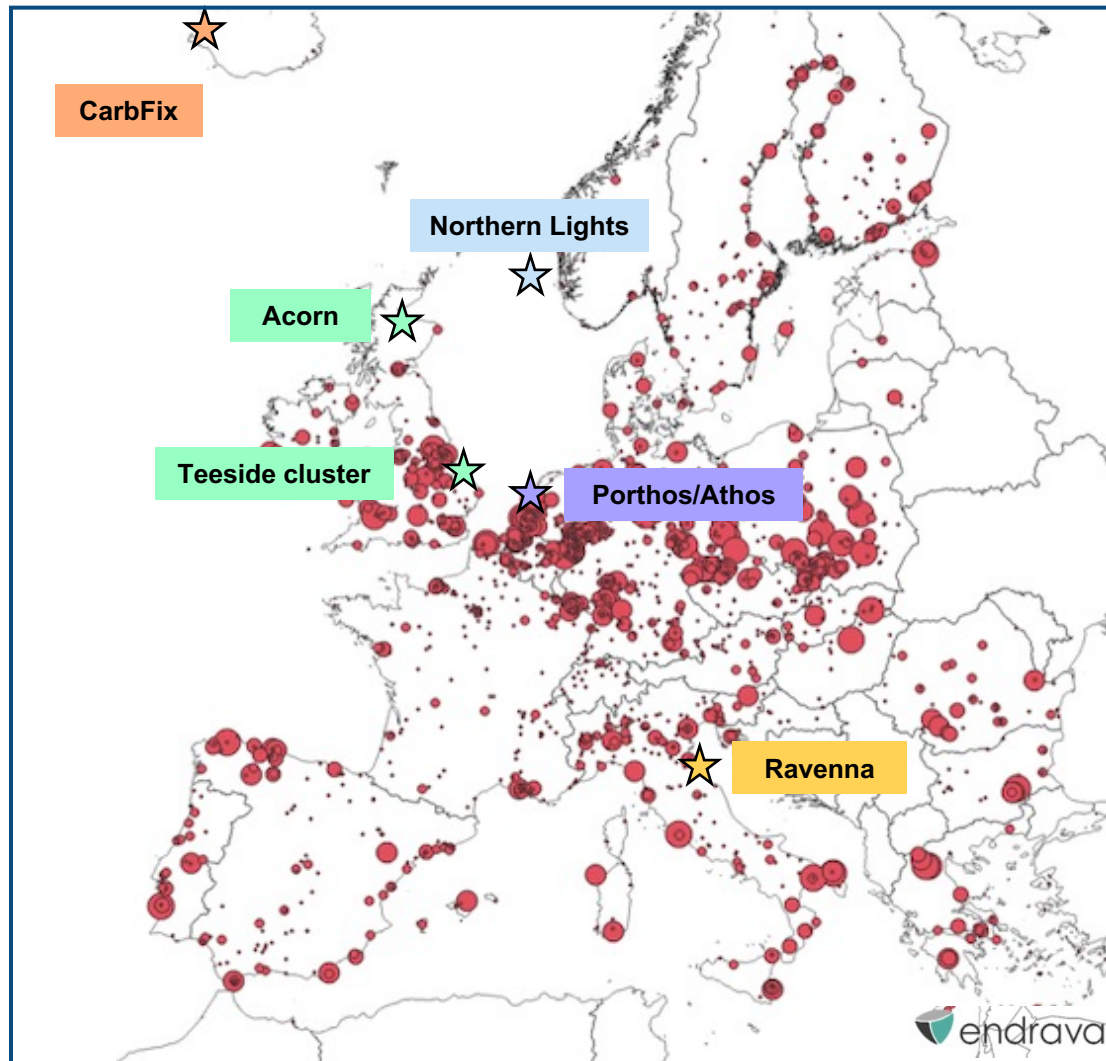 CarbFix
Northern Lights
Acorn
Teeside cluster
Porthos/Athos
Ravenna
endrava